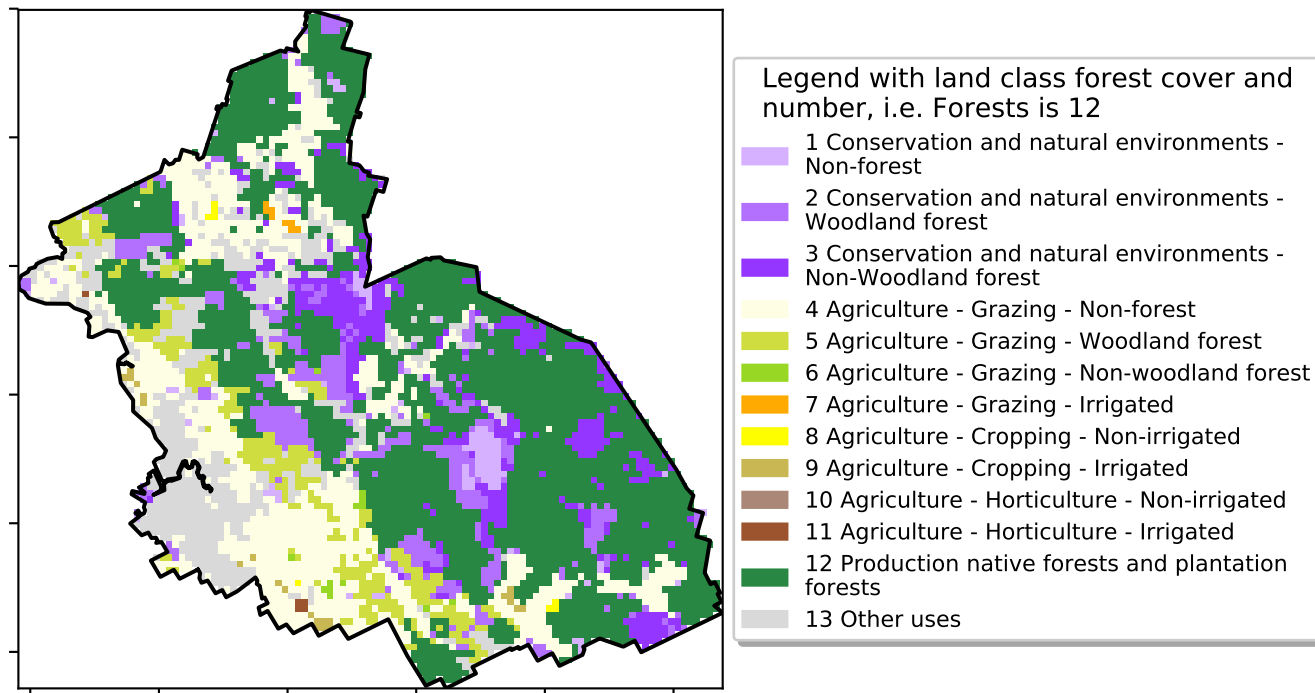 Legend with land class forest cover and
number, i.e. Forests is 12
1 Conservation and natural environments -
Non-forest
2 Conservation and natural environments -
Woodland forest
3 Conservation and natural environments -
Non-Woodland forest
4 Agriculture - Grazing - Non-forest
5 Agriculture - Grazing - Woodland forest
6 Agriculture - Grazing - Non-woodland forest
7 Agriculture - Grazing - Irrigated
8 Agriculture - Cropping - Non-irrigated
9 Agriculture - Cropping - Irrigated
10 Agriculture - Horticulture - Non-irrigated
11 Agriculture - Horticulture - Irrigated
12 Production native forests and plantation
forests
13 Other uses